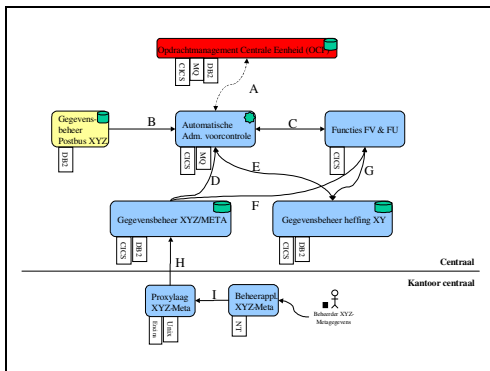 Opdrachtmanagement Centrale Eenheid (OCE)
CICS
MQ
DB2
A
Gegevens-
beheer
Postbus XYZ
DB2
B
Automatische
Adm. voorcontrole
CICS
MQ
C
Functies FV & FU
CICS
D
E
F
G
Gegevensbeheer XYZ/META
CICS
DB2
Gegevensbeheer heffing XY
CICS
DB2
Centraal
Kantoor centraal
H
Proxylaag
XYZ-Meta
Unix
I
Beheerappl.
XYZ-Meta
NT
Beheerder XYZ-
Metagegevens